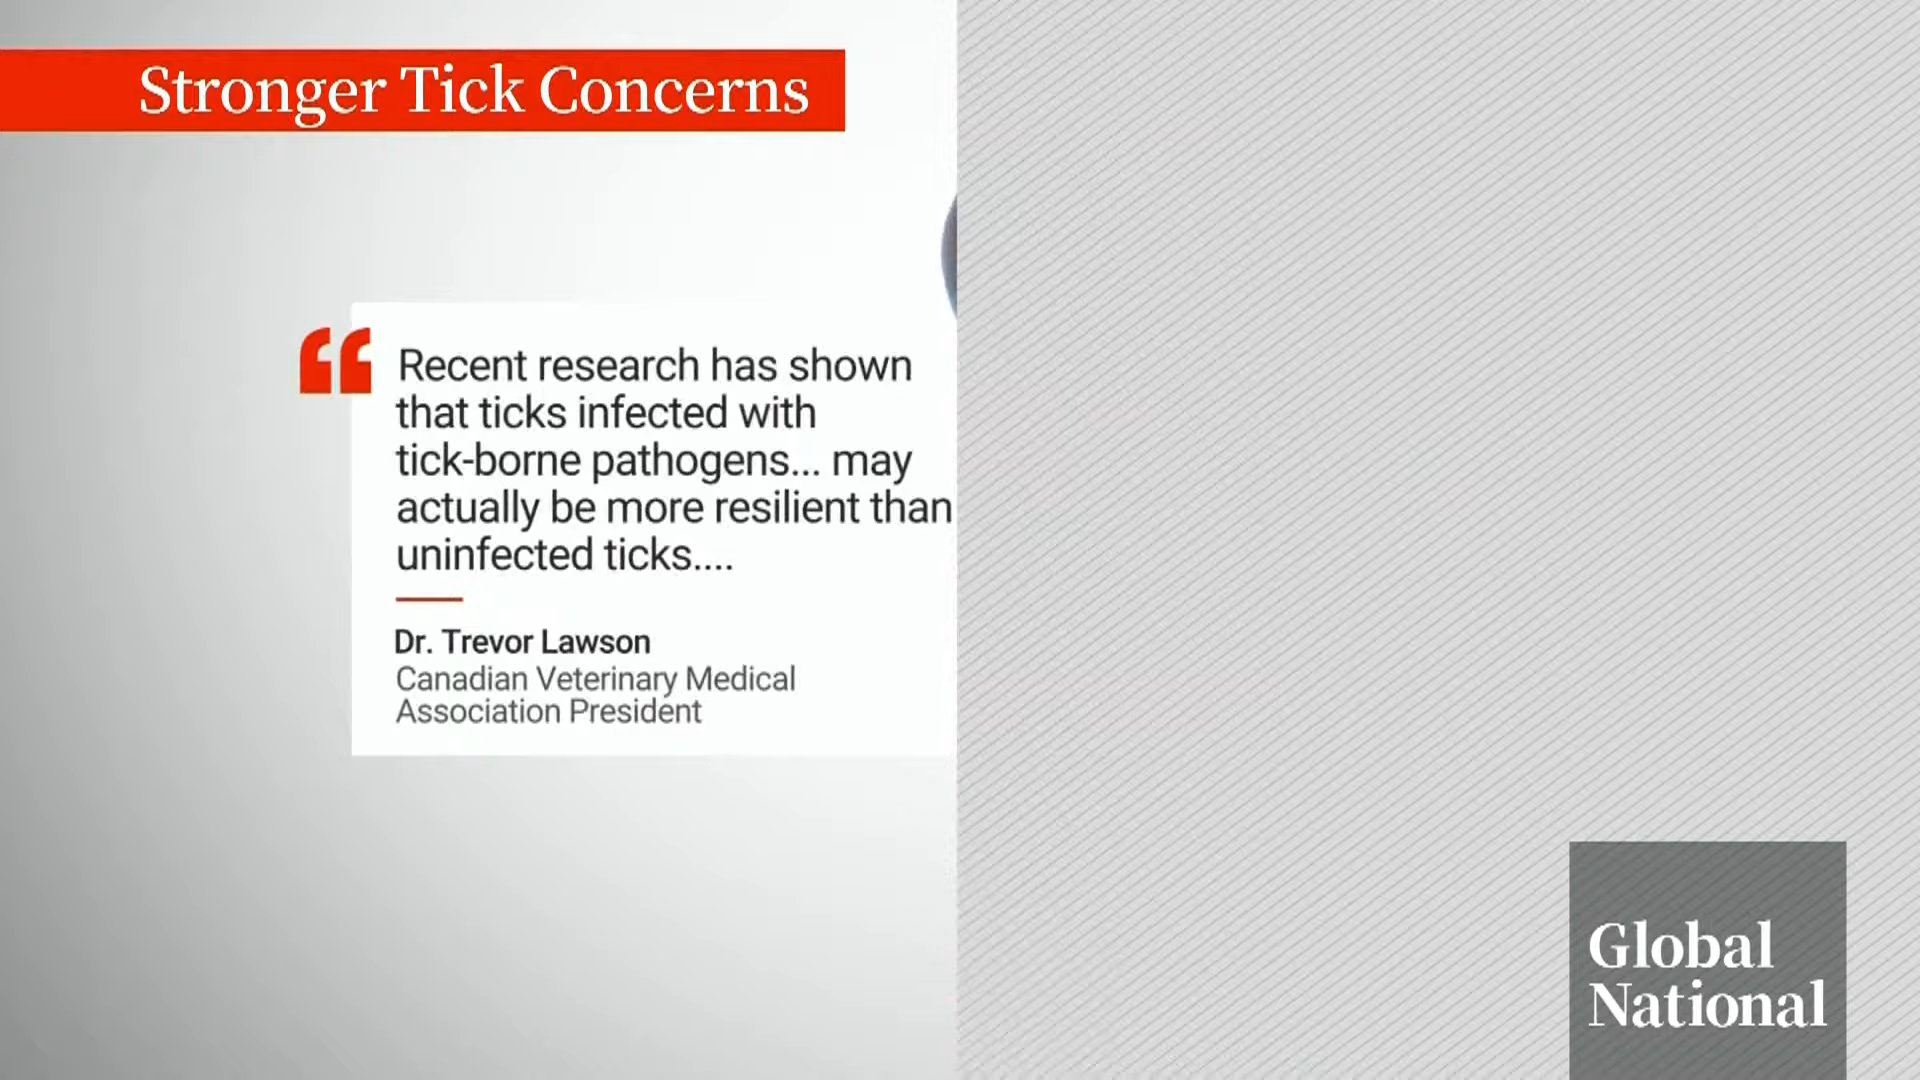 Stronger Tick Concerns
“
Recent research has shown
that ticks infected with
tick-borne pathogens... may
actually be more resilient than
uninfected ticks....
Dr. Trevor Lawson
Canadian Veterinary Medical
Association President
Global
National